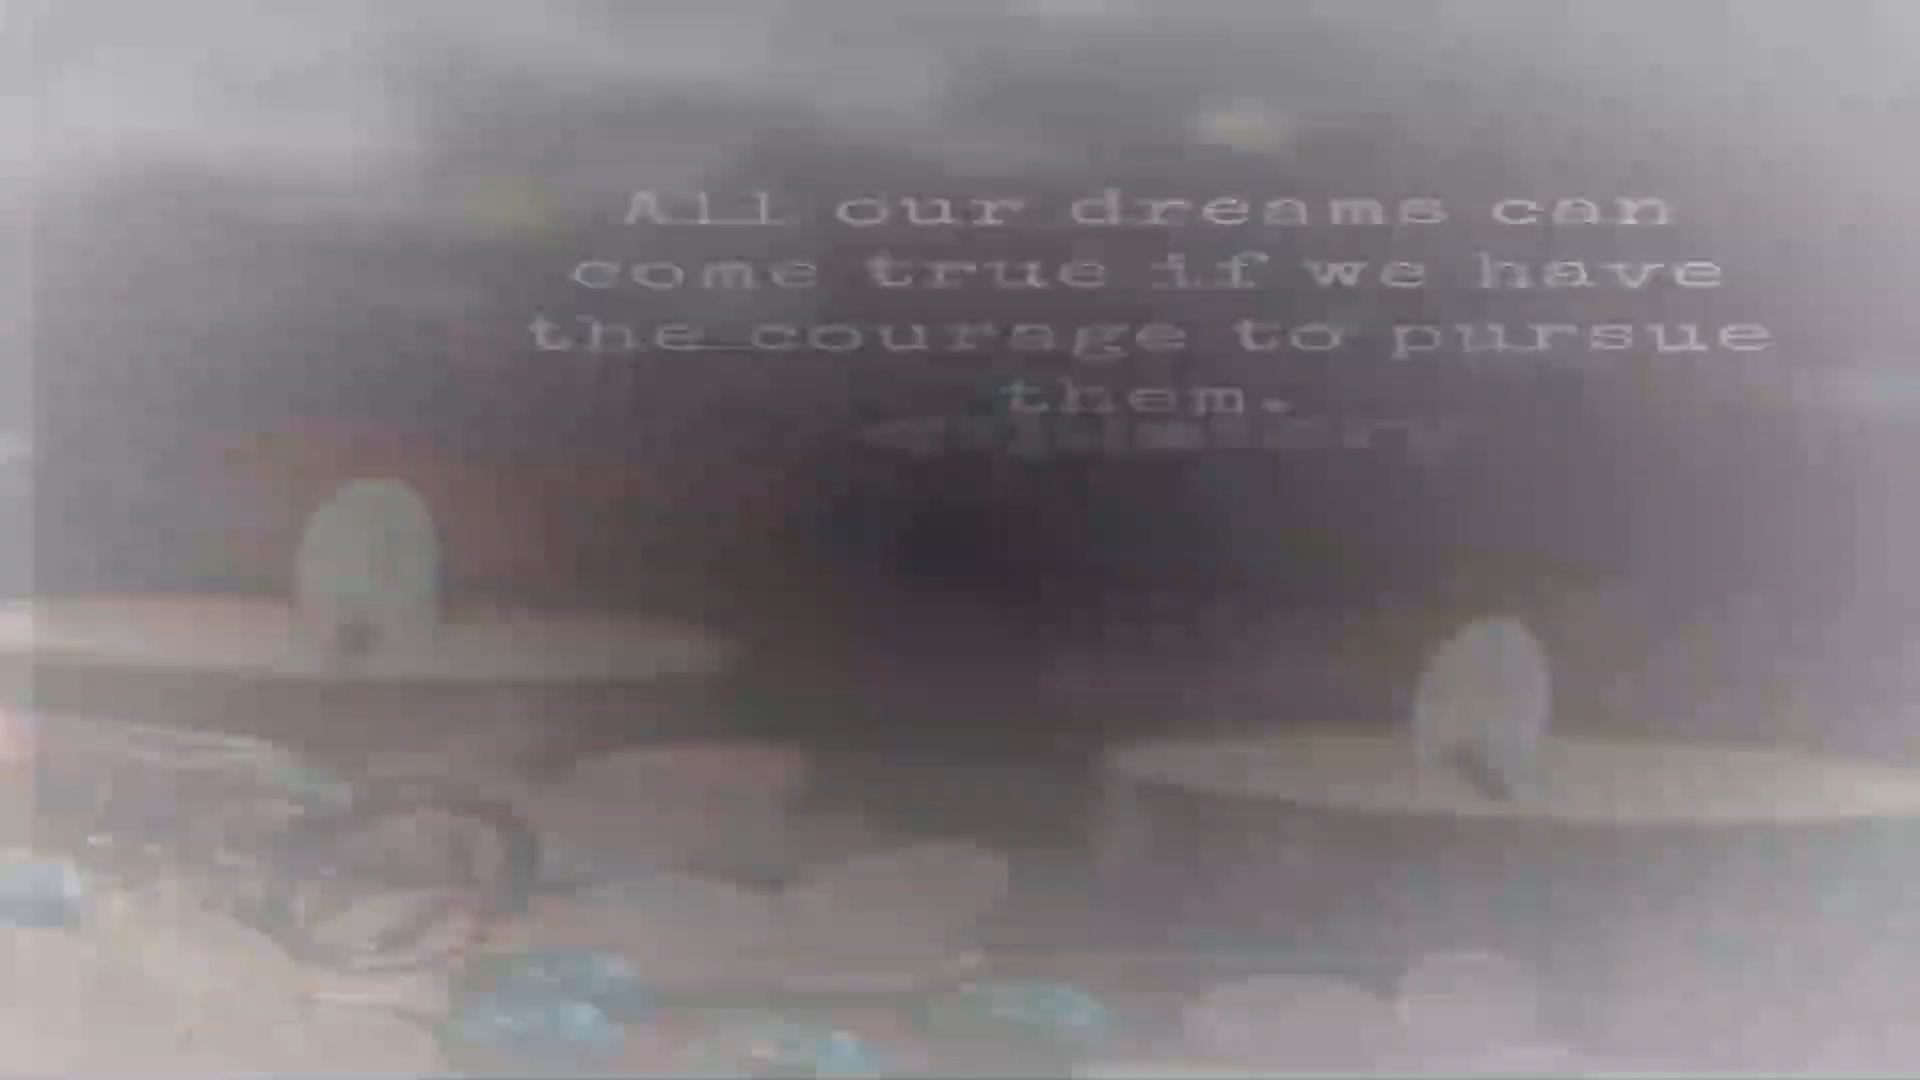 All our dreams can
come true if we have
the courage to pursue
them.